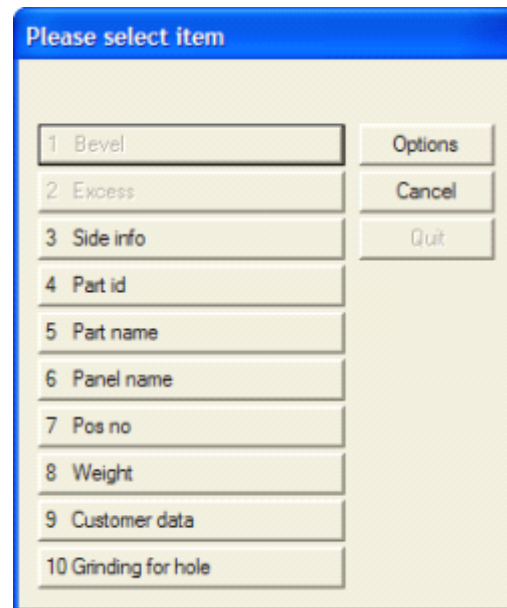 Please select item
1 Bevel
Options
2 Excess
Cancel
3 Side info
Quit
4 Part id
5 Part name
6 Panel name
7 Pos no
8 Weight
9 Customer data
10 Grinding for hole